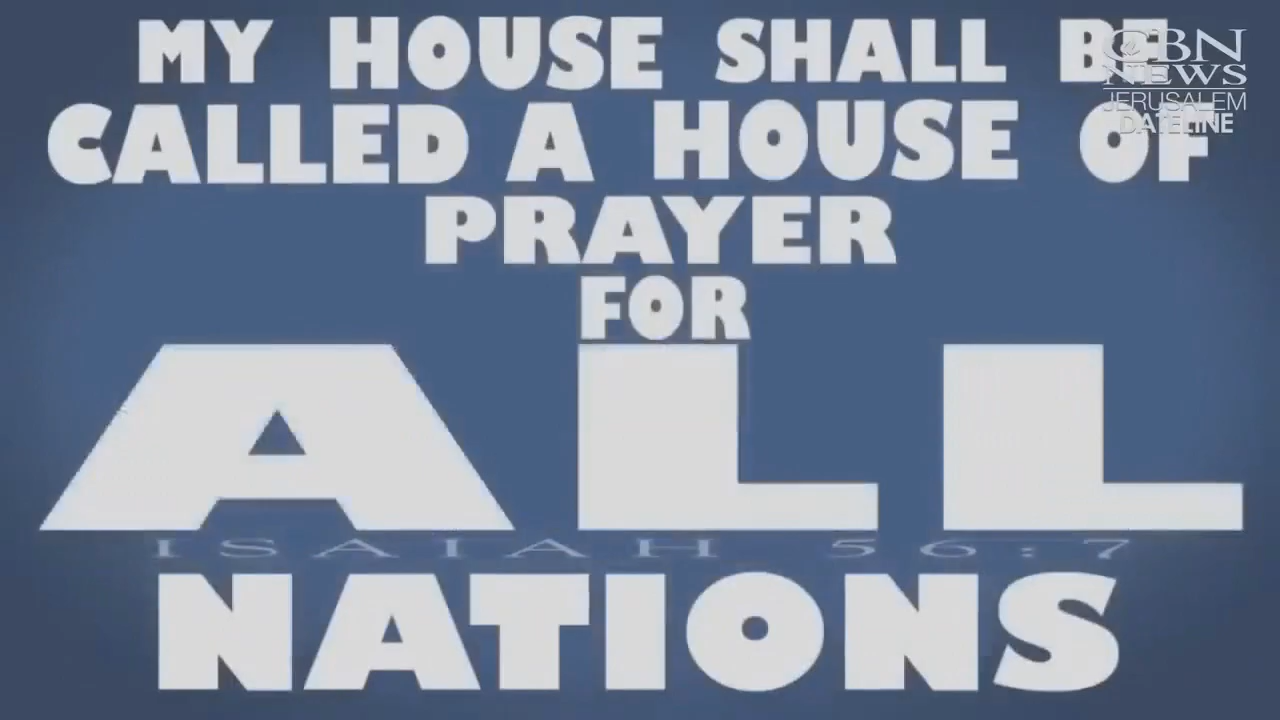 MY HOUSE SHALL BE
CALLED A HOUSE OF
PRAYER
FOR
ALL
ISAIAH 56:7
NATIONS
CBN
NEWS
JERUSALEM
DATELINE